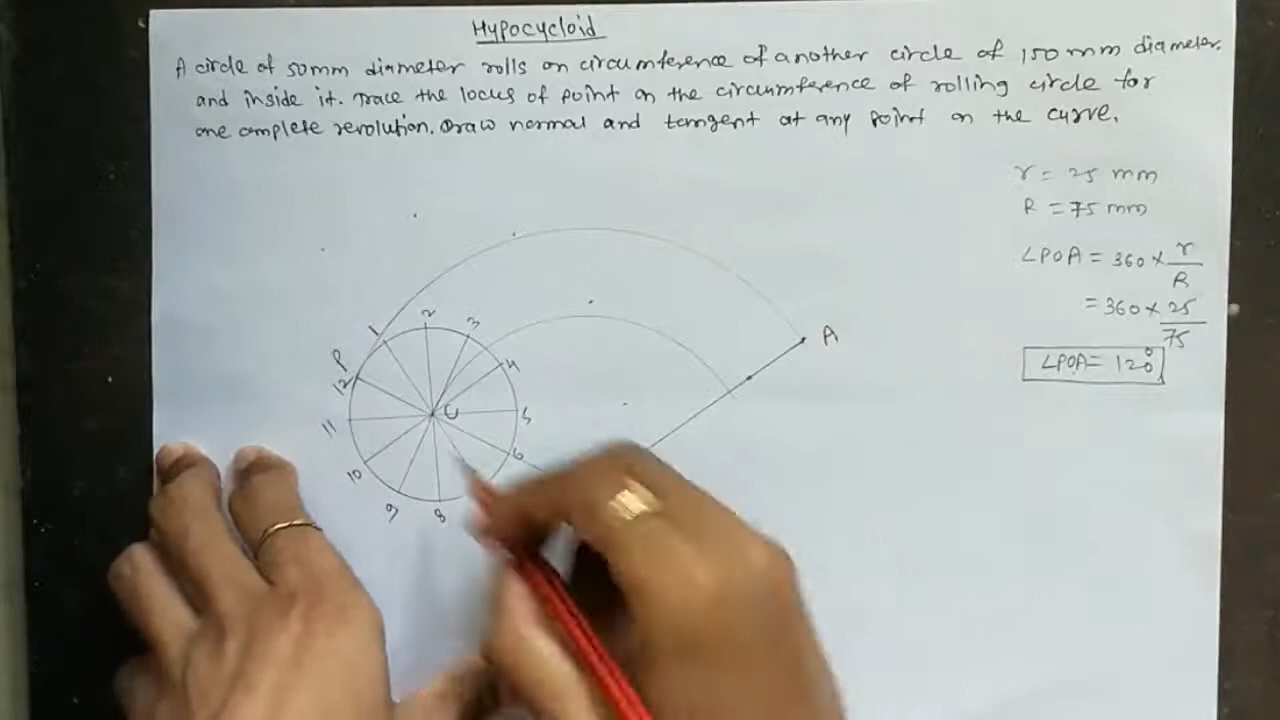 Hypocycloid
A circle of 50mm diameter rolls on circumference of another circle of 150mm diameter.
and inside it. Trace the locus of point on the circumference of rolling circle for
one complete revolution. Draw normal and tangent at any point on the curve.
r = 25 mm
R = 75 mm
∠POA = 360 × r/R
= 360 × 25/75
∠POA = 120°
A
P
1
2
3
4
5
6
8
9
10
11
12
C